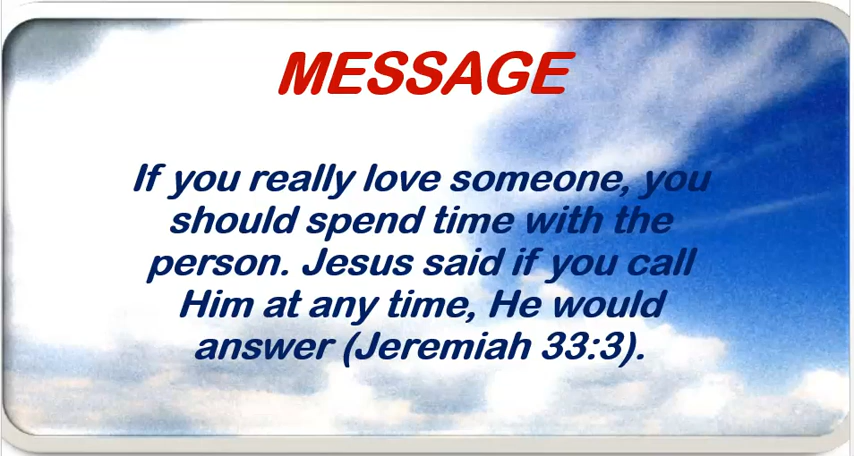 MESSAGE
If you really love someone, you
should spend time with the
person. Jesus said if you call
Him at any time, He would
answer (Jeremiah 33:3).